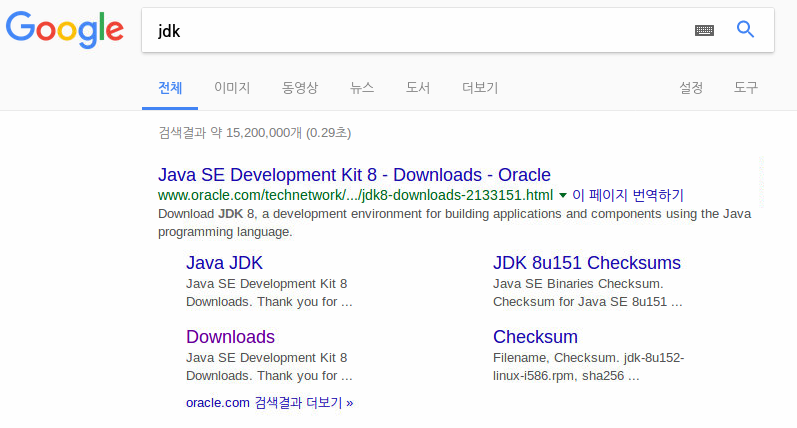 Google
jdk
전체 이미지 동영상 뉴스 도서 더보기 설정 도구
검색결과 약 15,200,000개 (0.29초)
Java SE Development Kit 8 - Downloads - Oracle
www.oracle.com/technetwork/.../jdk8-downloads-2133151.html 이 페이지 번역하기
Download JDK 8, a development environment for building applications and components using the Java
programming language.
Java JDK
Java SE Development Kit 8
Downloads. Thank you for ...
JDK 8u151 Checksums
Java SE Binaries Checksum.
Checksum for Java SE 8u151 ...
Downloads
Java SE Development Kit 8
Downloads. Thank you for ...
Checksum
Filename, Checksum. jdk-8u152-
linux-i586.rpm, sha256 ...
oracle.com 검색결과 더보기 »